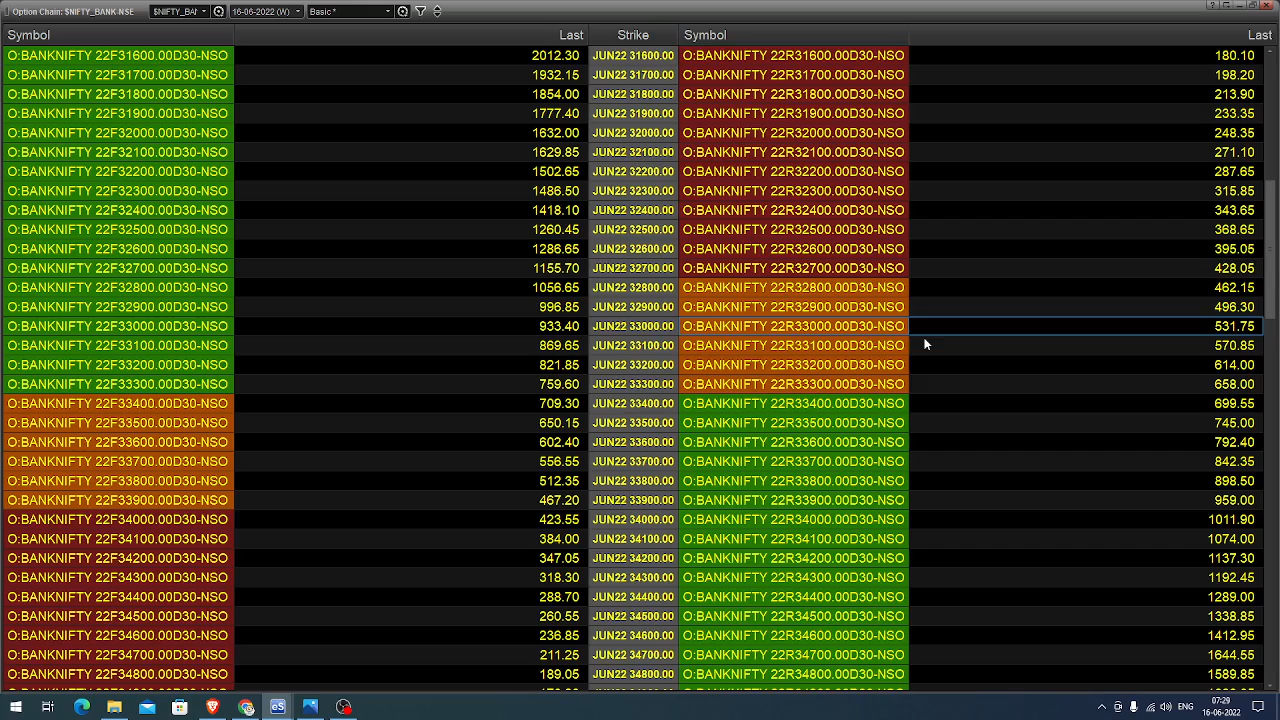 Option Chain: $NIFTY_BANK-NSE $NIFTY_BAI 16-06-2022 (W) Basic *
Symbol Last Strike Symbol Last
O:BANKNIFTY 22F31600.00D30-NSO 2012.30 JUN22 31600.00 O:BANKNIFTY 22R31600.00D30-NSO 180.10
O:BANKNIFTY 22F31700.00D30-NSO 1932.15 JUN22 31700.00 O:BANKNIFTY 22R31700.00D30-NSO 198.20
O:BANKNIFTY 22F31800.00D30-NSO 1854.00 JUN22 31800.00 O:BANKNIFTY 22R31800.00D30-NSO 213.90
O:BANKNIFTY 22F31900.00D30-NSO 1777.40 JUN22 31900.00 O:BANKNIFTY 22R31900.00D30-NSO 233.35
O:BANKNIFTY 22F32000.00D30-NSO 1632.00 JUN22 32000.00 O:BANKNIFTY 22R32000.00D30-NSO 248.35
O:BANKNIFTY 22F32100.00D30-NSO 1629.85 JUN22 32100.00 O:BANKNIFTY 22R32100.00D30-NSO 271.10
O:BANKNIFTY 22F32200.00D30-NSO 1502.65 JUN22 32200.00 O:BANKNIFTY 22R32200.00D30-NSO 287.65
O:BANKNIFTY 22F32300.00D30-NSO 1486.50 JUN22 32300.00 O:BANKNIFTY 22R32300.00D30-NSO 315.85
O:BANKNIFTY 22F32400.00D30-NSO 1418.10 JUN22 32400.00 O:BANKNIFTY 22R32400.00D30-NSO 343.65
O:BANKNIFTY 22F32500.00D30-NSO 1260.45 JUN22 32500.00 O:BANKNIFTY 22R32500.00D30-NSO 368.65
O:BANKNIFTY 22F32600.00D30-NSO 1286.65 JUN22 32600.00 O:BANKNIFTY 22R32600.00D30-NSO 395.05
O:BANKNIFTY 22F32700.00D30-NSO 1155.70 JUN22 32700.00 O:BANKNIFTY 22R32700.00D30-NSO 428.05
O:BANKNIFTY 22F32800.00D30-NSO 1056.65 JUN22 32800.00 O:BANKNIFTY 22R32800.00D30-NSO 462.15
O:BANKNIFTY 22F32900.00D30-NSO 996.85 JUN22 32900.00 O:BANKNIFTY 22R32900.00D30-NSO 496.30
O:BANKNIFTY 22F33000.00D30-NSO 933.40 JUN22 33000.00 O:BANKNIFTY 22R33000.00D30-NSO 531.75
O:BANKNIFTY 22F33100.00D30-NSO 869.65 JUN22 33100.00 O:BANKNIFTY 22R33100.00D30-NSO 570.85
O:BANKNIFTY 22F33200.00D30-NSO 821.85 JUN22 33200.00 O:BANKNIFTY 22R33200.00D30-NSO 614.00
O:BANKNIFTY 22F33300.00D30-NSO 759.60 JUN22 33300.00 O:BANKNIFTY 22R33300.00D30-NSO 658.00
O:BANKNIFTY 22F33400.00D30-NSO 709.30 JUN22 33400.00 O:BANKNIFTY 22R33400.00D30-NSO 699.55
O:BANKNIFTY 22F33500.00D30-NSO 650.15 JUN22 33500.00 O:BANKNIFTY 22R33500.00D30-NSO 745.00
O:BANKNIFTY 22F33600.00D30-NSO 602.40 JUN22 33600.00 O:BANKNIFTY 22R33600.00D30-NSO 792.40
O:BANKNIFTY 22F33700.00D30-NSO 556.55 JUN22 33700.00 O:BANKNIFTY 22R33700.00D30-NSO 842.35
O:BANKNIFTY 22F33800.00D30-NSO 512.35 JUN22 33800.00 O:BANKNIFTY 22R33800.00D30-NSO 898.50
O:BANKNIFTY 22F33900.00D30-NSO 467.20 JUN22 33900.00 O:BANKNIFTY 22R33900.00D30-NSO 959.00
O:BANKNIFTY 22F34000.00D30-NSO 423.55 JUN22 34000.00 O:BANKNIFTY 22R34000.00D30-NSO 1011.90
O:BANKNIFTY 22F34100.00D30-NSO 384.00 JUN22 34100.00 O:BANKNIFTY 22R34100.00D30-NSO 1074.00
O:BANKNIFTY 22F34200.00D30-NSO 347.05 JUN22 34200.00 O:BANKNIFTY 22R34200.00D30-NSO 1137.30
O:BANKNIFTY 22F34300.00D30-NSO 318.30 JUN22 34300.00 O:BANKNIFTY 22R34300.00D30-NSO 1192.45
O:BANKNIFTY 22F34400.00D30-NSO 288.70 JUN22 34400.00 O:BANKNIFTY 22R34400.00D30-NSO 1289.00
O:BANKNIFTY 22F34500.00D30-NSO 260.55 JUN22 34500.00 O:BANKNIFTY 22R34500.00D30-NSO 1338.85
O:BANKNIFTY 22F34600.00D30-NSO 236.85 JUN22 34600.00 O:BANKNIFTY 22R34600.00D30-NSO 1412.95
O:BANKNIFTY 22F34700.00D30-NSO 211.25 JUN22 34700.00 O:BANKNIFTY 22R34700.00D30-NSO 1644.55
O:BANKNIFTY 22F34800.00D30-NSO 189.05 JUN22 34800.00 O:BANKNIFTY 22R34800.00D30-NSO 1589.85
eS ENG 07:29
16-06-2022